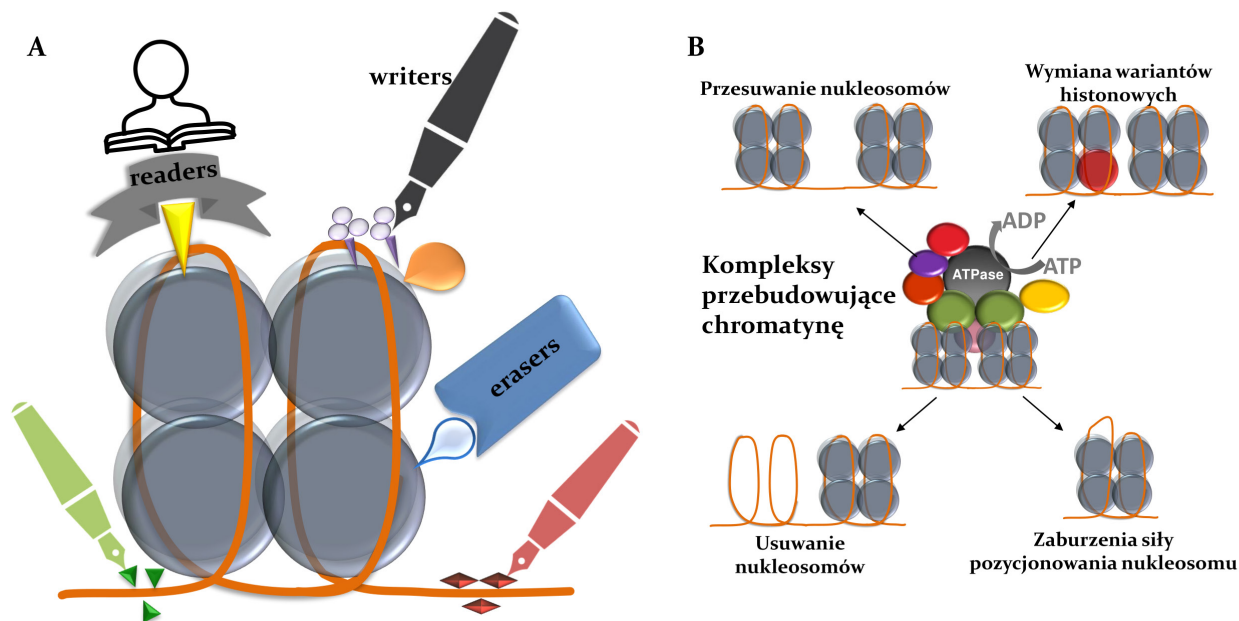 A
writers
readers
erasers
B
Przesuwanie nukleosomów
Wymiana wariantów
histonowych
Kompleksy
przebudowujące
chromatynę
ADP
ATP
ATPase
Usuwanie
nukleosomów
Zaburzenia siły
pozycjonowania nukleosomu